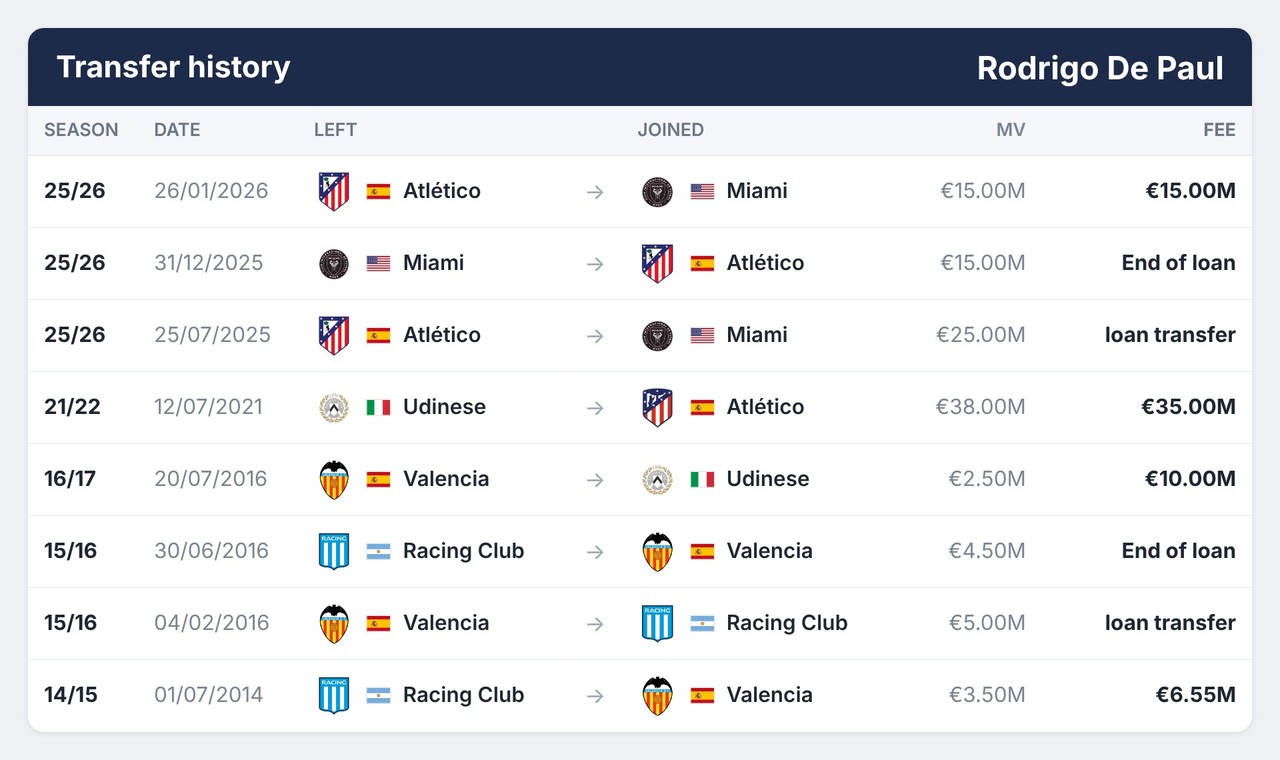 Transfer history Rodrigo De Paul
SEASON DATE LEFT JOINED MV FEE
25/26 26/01/2026 Atlético → Miami €15.00M €15.00M
25/26 31/12/2025 Miami → Atlético €15.00M End of loan
25/26 25/07/2025 Atlético → Miami €25.00M loan transfer
21/22 12/07/2021 Udinese → Atlético €38.00M €35.00M
16/17 20/07/2016 Valencia → Udinese €2.50M €10.00M
15/16 30/06/2016 RACING Racing Club → Valencia €4.50M End of loan
15/16 04/02/2016 Valencia → RACING Racing Club €5.00M loan transfer
14/15 01/07/2014 RACING Racing Club → Valencia €3.50M €6.55M